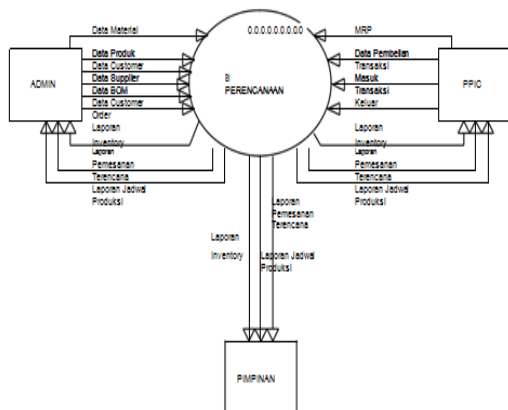 Data Material
0.0.0.0.0.0.0.0
MRP
Data Produk
Data Customer
Data Supplier
Data BOM
Data Customer
Order
ADMIN
SI
PERENCANAAN
Data Pembelian
Transaksi
Masuk
Transaksi
Keluar
PPIC
Laporan
Inventory
Laporan
Pemesanan
Terencana
Laporan Jadwal
Produksi
Laporan
Inventory
Laporan
Pemesanan
Terencana
Laporan Jadwal
Produksi
Laporan
Pemesanan
Terencana
Laporan
Inventory
Laporan Jadwal
Produksi
PIMPINAN